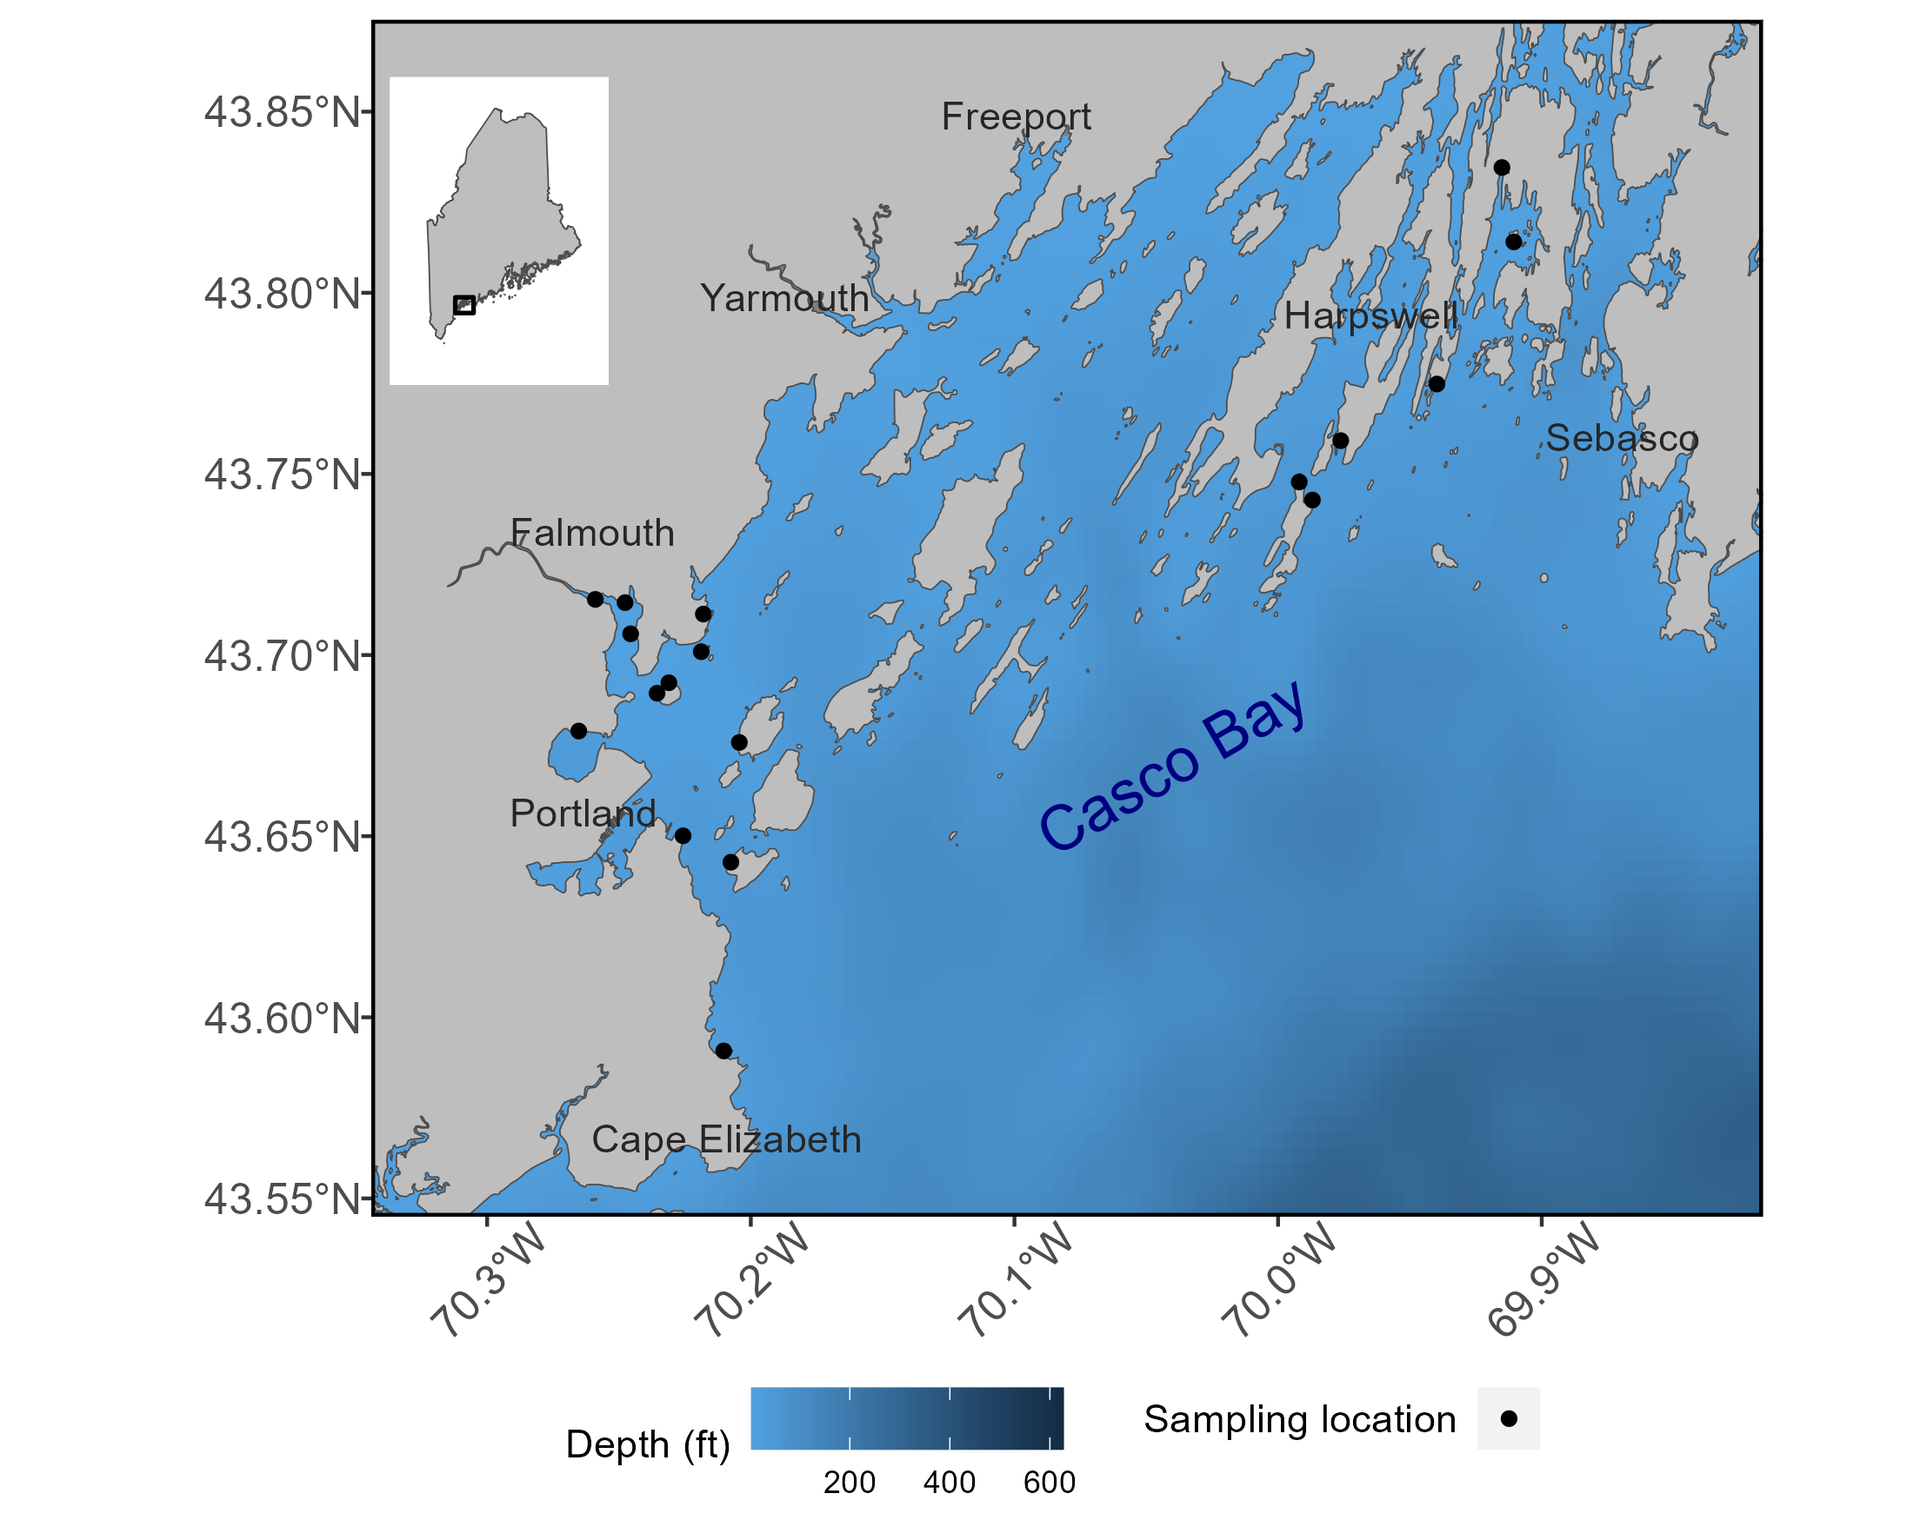 43.85°N
43.80°N
43.75°N
43.70°N
43.65°N
43.60°N
43.55°N
Freeport
Yarmouth
Harpswell
Sebasco
Falmouth
Casco Bay
Portland
Cape Elizabeth
70.3°W
70.2°W
70.1°W
70.0°W
69.9°W
Depth (ft)
200
400
600
Sampling location